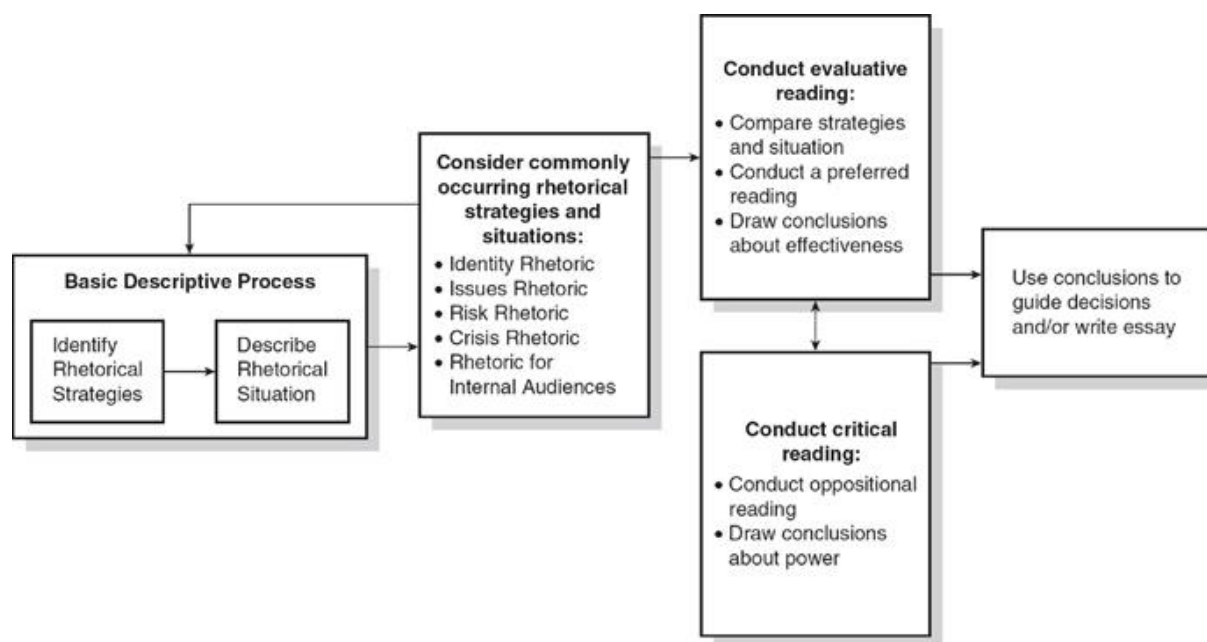 Basic Descriptive Process
Identify
Rhetorical
Strategies
Describe
Rhetorical
Situation
Consider commonly
occurring rhetorical
strategies and
situations:
• Identity Rhetoric
• Issues Rhetoric
• Risk Rhetoric
• Crisis Rhetoric
• Rhetoric for
Internal Audiences
Conduct evaluative
reading:
• Compare strategies
and situation
• Conduct a preferred
reading
• Draw conclusions
about effectiveness
Conduct critical
reading:
• Conduct oppositional
reading
• Draw conclusions
about power
Use conclusions to
guide decisions
and/or write essay